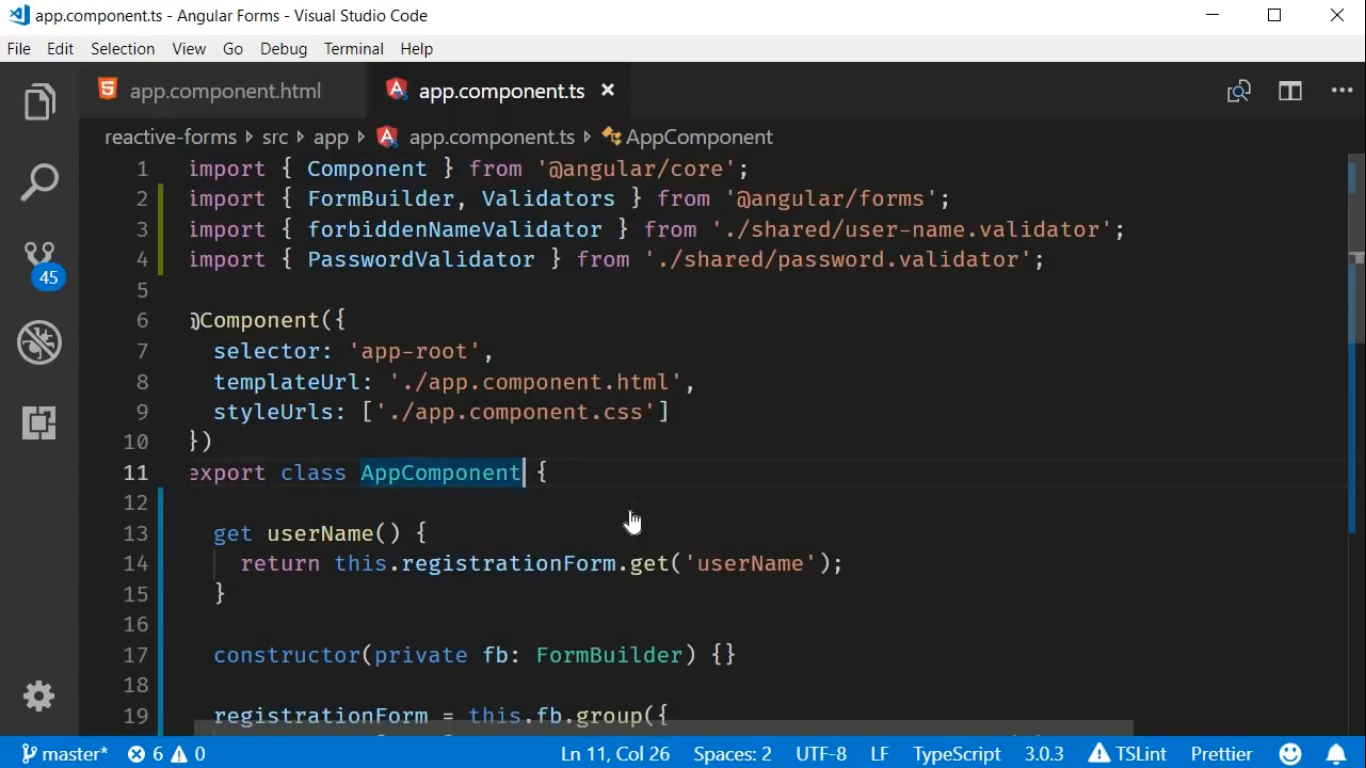 app.component.ts - Angular Forms - Visual Studio Code
File Edit Selection View Go Debug Terminal Help
app.component.html app.component.ts
reactive-forms src app app.component.ts AppComponent
1 import { Component } from '@angular/core';
2 import { FormBuilder, Validators } from '@angular/forms';
3 import { forbiddenNameValidator } from './shared/user-name.validator';
4 import { PasswordValidator } from './shared/password.validator';
5
6 @Component({
7 selector: 'app-root',
8 templateUrl: './app.component.html',
9 styleUrls: ['./app.component.css']
10 })
11 export class AppComponent {
12
13 get userName() {
14 return this.registrationForm.get('userName');
15 }
16
17 constructor(private fb: FormBuilder) {}
18
19 registrationForm = this.fb.group({
45
master* 6 0 Ln 11, Col 26 Spaces: 2 UTF-8 LF TypeScript 3.0.3 TSLint Prettier